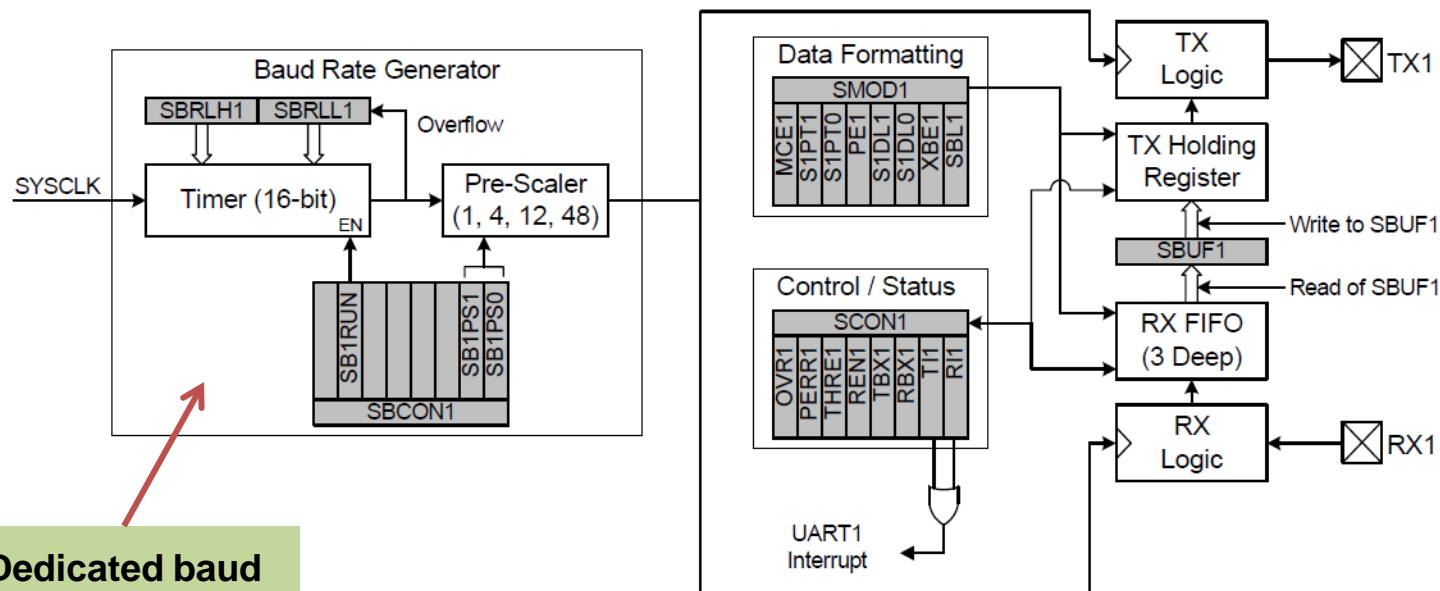 Baud Rate Generator
SBRLH1
SBRLL1
Overflow
SYSCLK
Timer (16-bit)
EN
Pre-Scaler
(1, 4, 12, 48)
SB1RUN
SB1PS1
SB1PS0
SBCON1
Dedicated baud
Data Formatting
SMOD1
MCE1
S1PT1
S1PT0
PE1
S1DL1
S1DL0
XBE1
SBL1
Control / Status
SCON1
OVR1
PERR1
THRE1
REN1
TBX1
RBX1
TI1
RI1
UART1
Interrupt
TX
Logic
TX1
TX Holding
Register
Write to SBUF1
SBUF1
Read of SBUF1
RX FIFO
(3 Deep)
RX
Logic
RX1